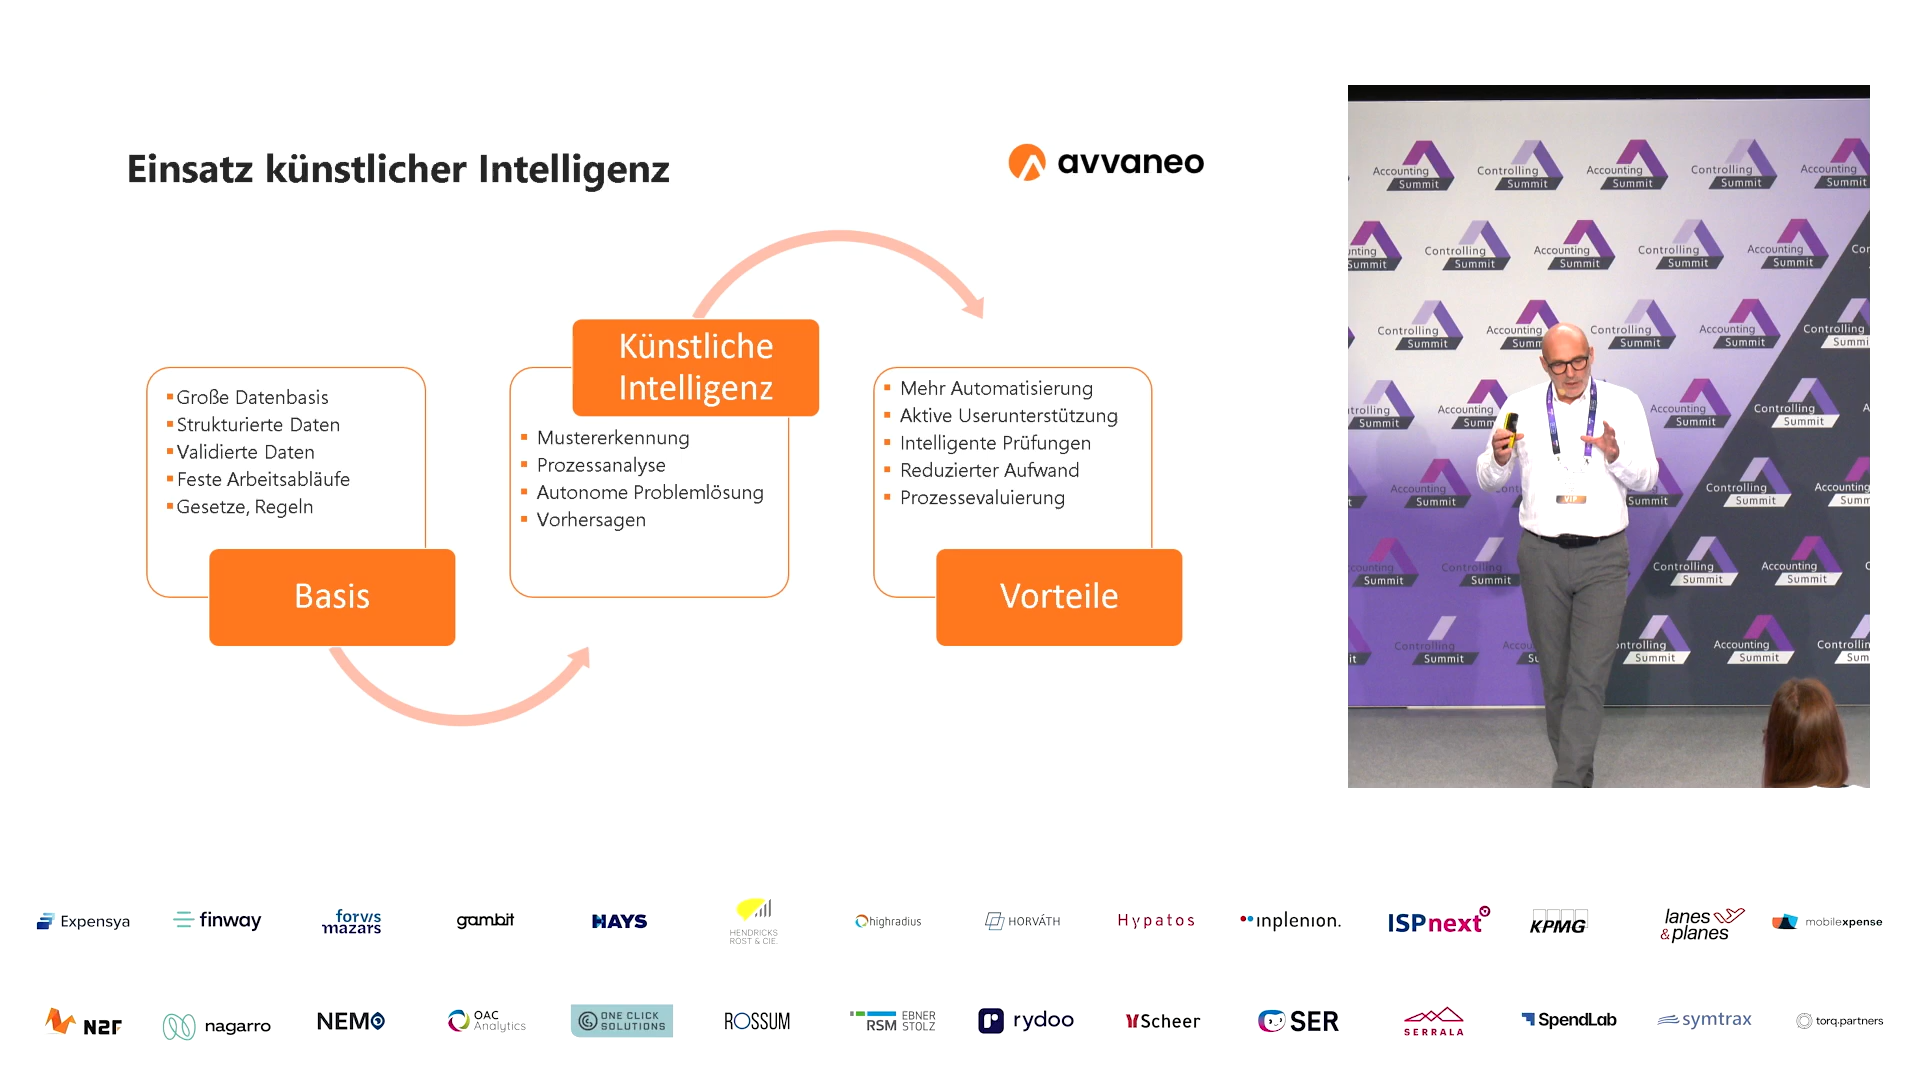 Einsatz künstlicher Intelligenz
avvaneo
Große Datenbasis
Strukturierte Daten
Validierte Daten
Feste Arbeitsabläufe
Gesetze, Regeln
Basis
Künstliche
Intelligenz
Mustererkennung
Prozessanalyse
Autonome Problemlösung
Vorhersagen
Mehr Automatisierung
Aktive Userunterstützung
Intelligente Prüfungen
Reduzierter Aufwand
Prozessevaluierung
Vorteile
Accounting Summit
Controlling Summit
VIP
Expensya
finway
forvis
mazars
gambit
HAYS
HENDRICKS
ROST & CIE.
highradius
HORVÁTH
Hypatos
inplenion.
ISPnext
KPMG
lanes
&planes
mobilexpense
N2F
nagarro
NEMO
OAC
Analytics
ONE CLICK
SOLUTIONS
ROSSUM
RSM
EBNER
STOLZ
rydoo
Scheer
SER
SERRALA
SpendLab
symtrax
torq.partners